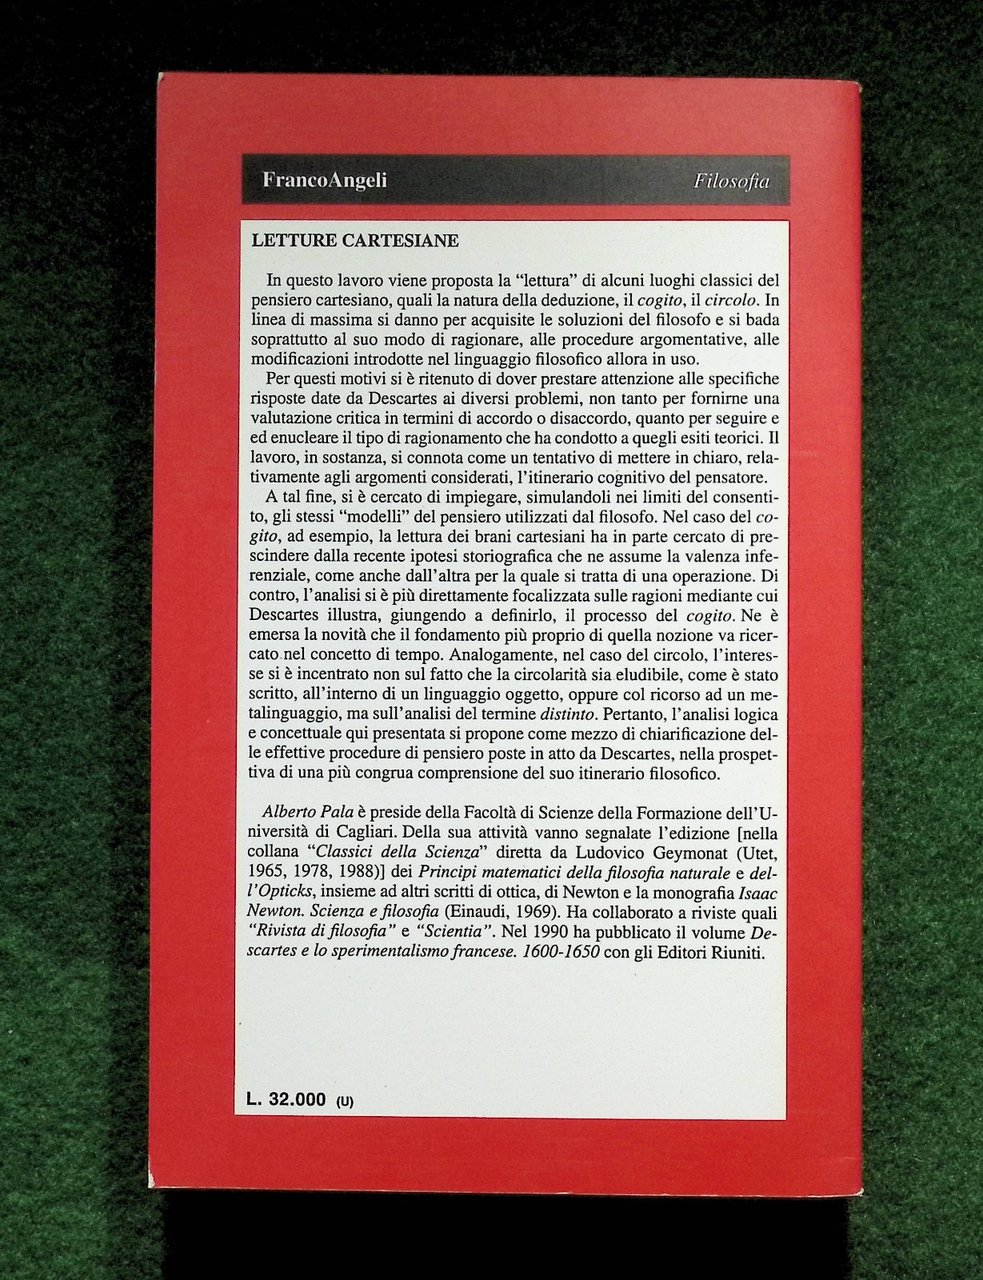 FrancoAngeli
Filosofia
LETTURE CARTESIANE
In questo lavoro viene proposta la “lettura” di alcuni luoghi classici del
pensiero cartesiano, quali la natura della deduzione, il cogito, il circolo. In
linea di massima si danno per acquisite le soluzioni del filosofo e si bada
soprattutto al suo modo di ragionare, alle procedure argomentative, alle
modificazioni introdotte nel linguaggio filosofico allora in uso.
Per questi motivi si è ritenuto di dover prestare attenzione alle specifiche
risposte date da Descartes ai diversi problemi, non tanto per fornirne una
valutazione critica in termini di accordo o disaccordo, quanto per seguire e
ed enucleare il tipo di ragionamento che ha condotto a quegli esiti teorici. Il
lavoro, in sostanza, si connota come un tentativo di mettere in chiaro, rela-
tivamente agli argomenti considerati, l’itinerario cognitivo del pensatore.
A tal fine, si è cercato di impiegare, simulandoli nei limiti del consenti-
to, gli stessi “modelli” del pensiero utilizzati dal filosofo. Nel caso del co-
gito, ad esempio, la lettura dei brani cartesiani ha in parte cercato di pre-
scindere dalla recente ipotesi storiografica che ne assume la valenza infe-
renziale, come anche dall’altra per la quale si tratta di una operazione. Di
contro, l’analisi si è più direttamente focalizzata sulle ragioni mediante cui
Descartes illustra, giungendo a definirlo, il processo del cogito. Ne è
emersa la novità che il fondamento più proprio di quella nozione va ricer-
cato nel concetto di tempo. Analogamente, nel caso del circolo, l’interes-
se si è incentrato non sul fatto che la circolarità sia eludibile, come è stato
scritto, all’interno di un linguaggio oggetto, oppure col ricorso ad un me-
talinguaggio, ma sull’analisi del termine distinto. Pertanto, l’analisi logica
e concettuale qui presentata si propone come mezzo di chiarificazione del-
le effettive procedure di pensiero poste in atto da Descartes, nella prospet-
tiva di una più congrua comprensione del suo itinerario filosofico.
Alberto Pala è preside della Facoltà di Scienze della Formazione dell’U-
niversità di Cagliari. Della sua attività vanno segnalate l’edizione [nella
collana “Classici della Scienza” diretta da Ludovico Geymonat (Utet,
1965, 1978, 1988)] dei Principi matematici della filosofia naturale e del-
l’Opticks, insieme ad altri scritti di ottica, di Newton e la monografia Isaac
Newton. Scienza e filosofia (Einaudi, 1969). Ha collaborato a riviste quali
“Rivista di filosofia” e “Scientia”. Nel 1990 ha pubblicato il volume De-
scartes e lo sperimentalismo francese. 1600-1650 con gli Editori Riuniti.
L. 32.000 (U)